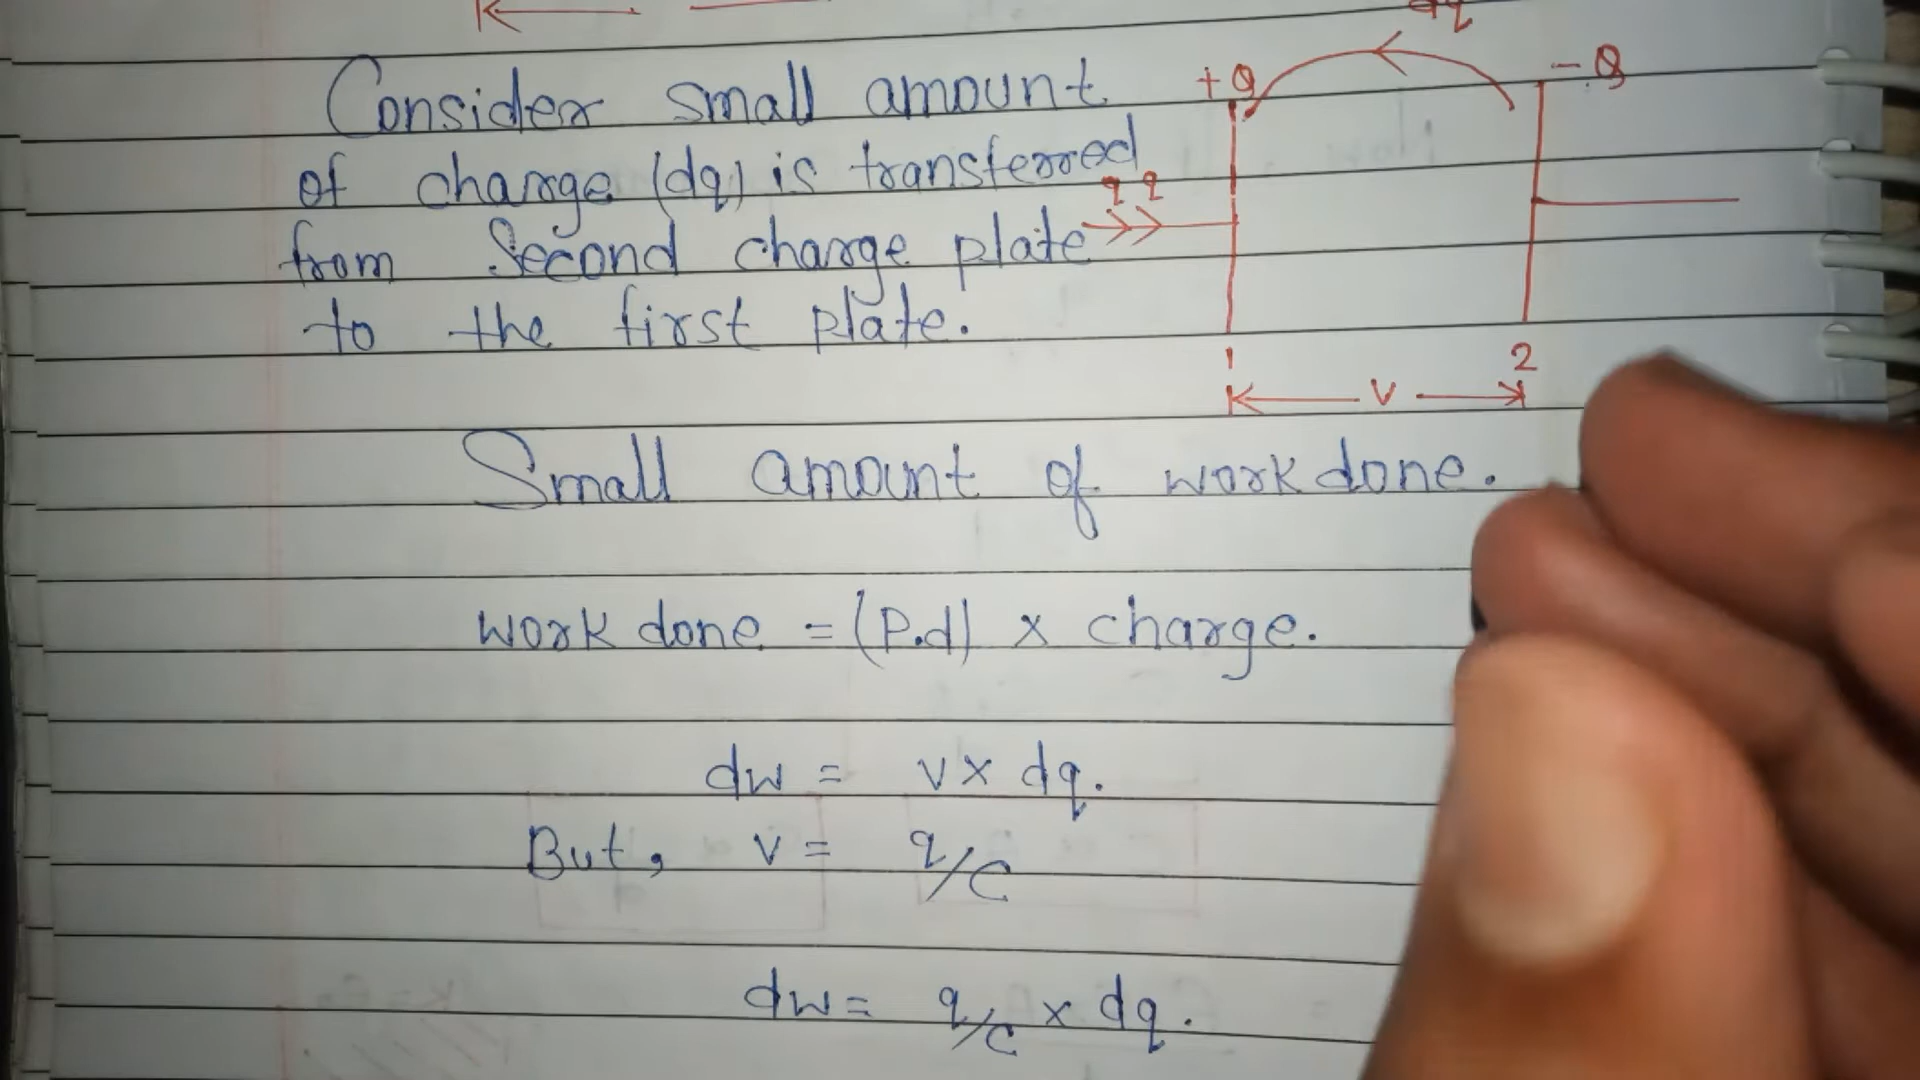 dq
Consider small amount
of charge (dq) is transferred
from Second charge plate
to the first plate.
+Q
-Q
q q
1
2
V
Small amount of work done.
work done = (P.d) x charge.
dw = v x dq.
But, v = q/c
dw = q/c x dq.